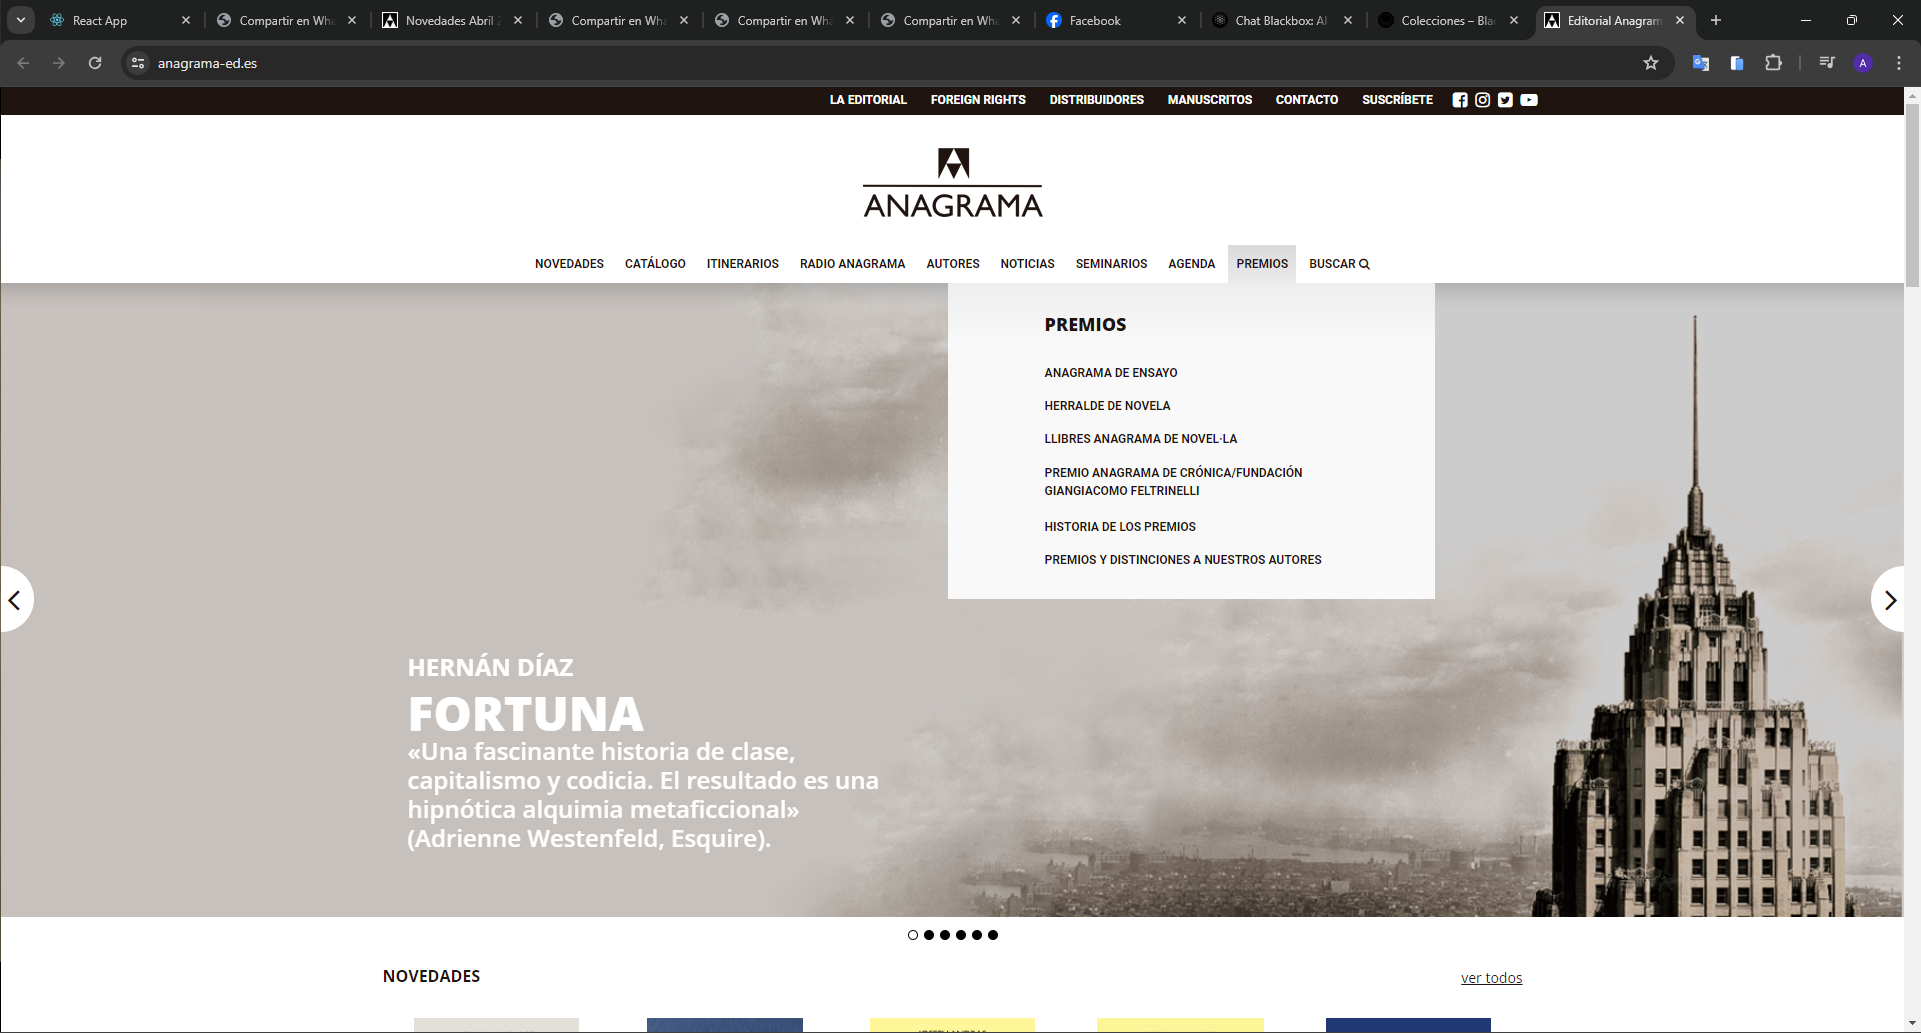 React App
Compartir en Wha
Novedades Abril 2
Compartir en Wha
Compartir en Wha
Compartir en Wha
Facebook
Chat Blackbox: AI
Colecciones – Blac
Editorial Anagram
anagrama-ed.es
A
LA EDITORIAL FOREIGN RIGHTS DISTRIBUIDORES MANUSCRITOS CONTACTO SUSCRÍBETE
ANAGRAMA
NOVEDADES CATÁLOGO ITINERARIOS RADIO ANAGRAMA AUTORES NOTICIAS SEMINARIOS AGENDA PREMIOS BUSCAR
PREMIOS
ANAGRAMA DE ENSAYO
HERRALDE DE NOVELA
LLIBRES ANAGRAMA DE NOVEL·LA
PREMIO ANAGRAMA DE CRÓNICA/FUNDACIÓN
GIANGIACOMO FELTRINELLI
HISTORIA DE LOS PREMIOS
PREMIOS Y DISTINCIONES A NUESTROS AUTORES
HERNÁN DÍAZ
FORTUNA
«Una fascinante historia de clase,
capitalismo y codicia. El resultado es una
hipnótica alquimia metaficcional»
(Adrienne Westenfeld, Esquire).
NOVEDADES
ver todos